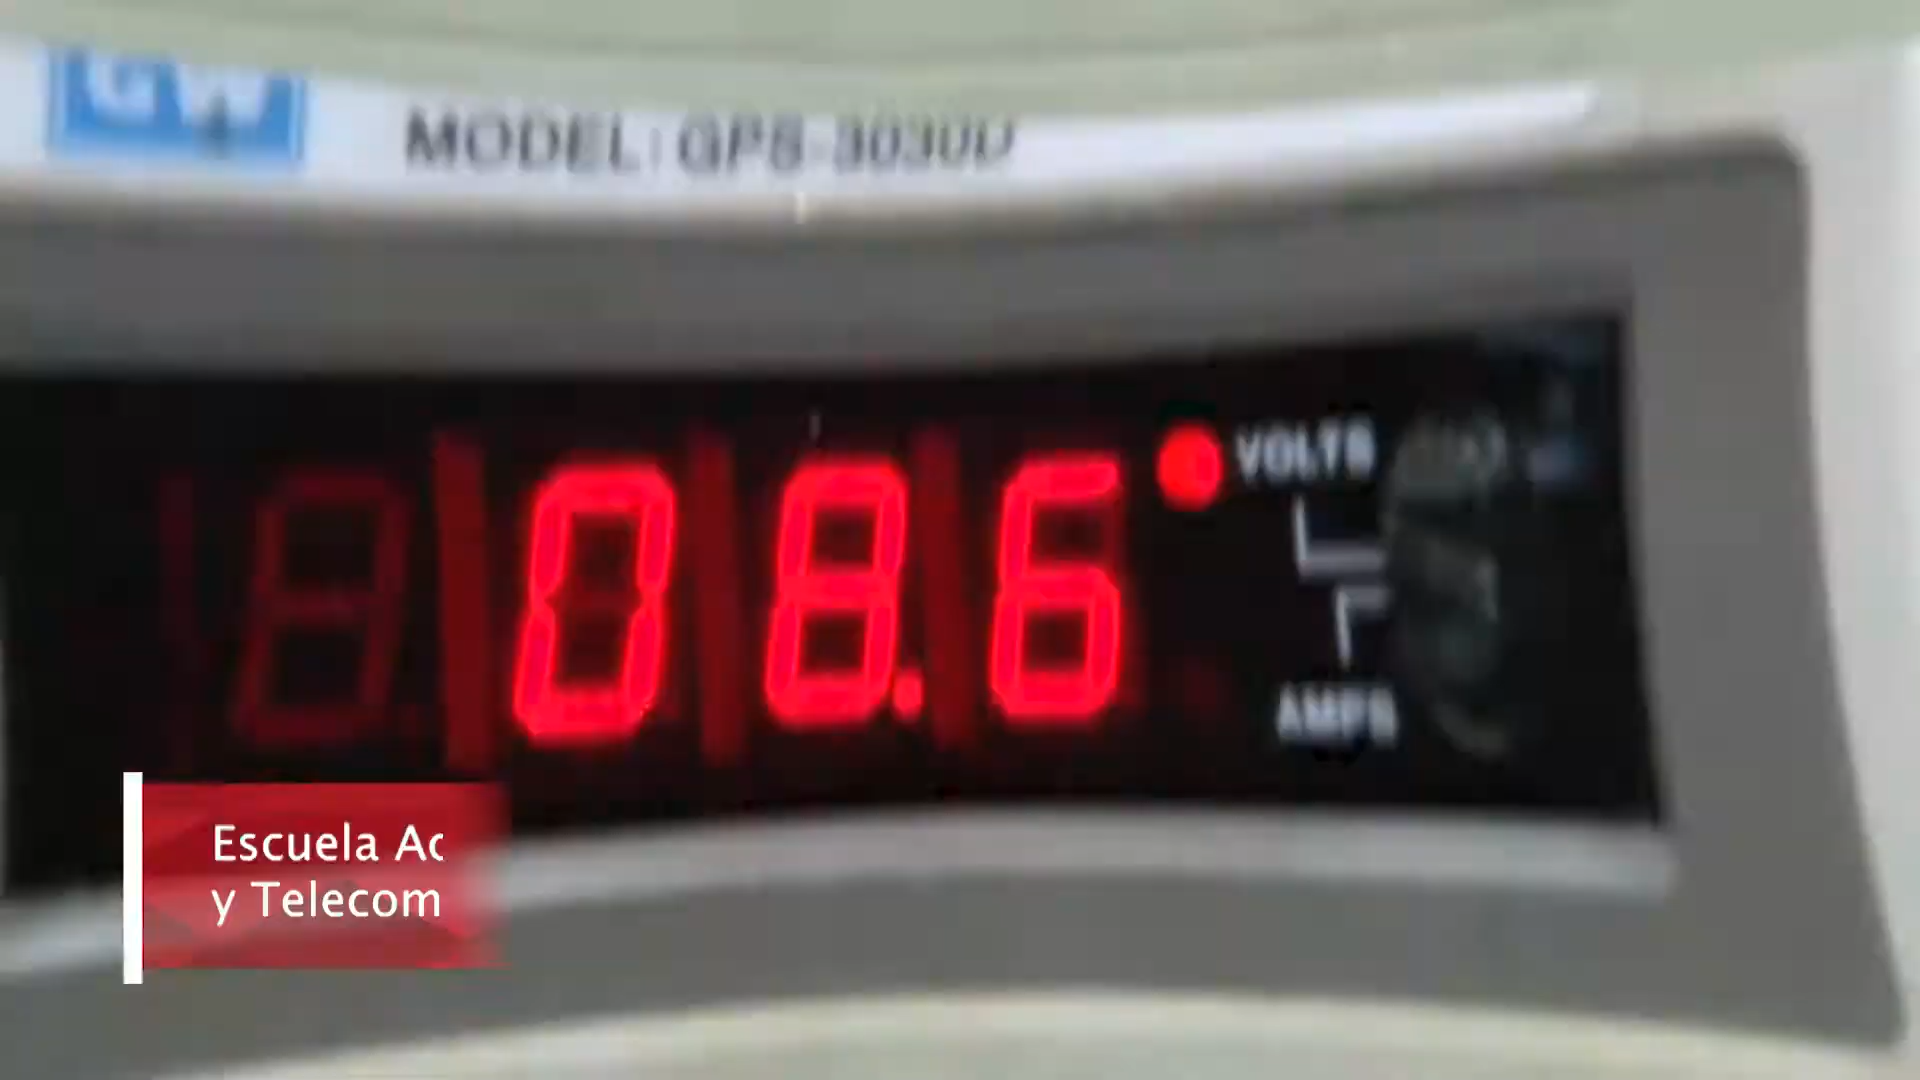 GW
MODEL: GPS-3030D
08.6
VOLTS
AMPS
Escuela Ac
y Telecom